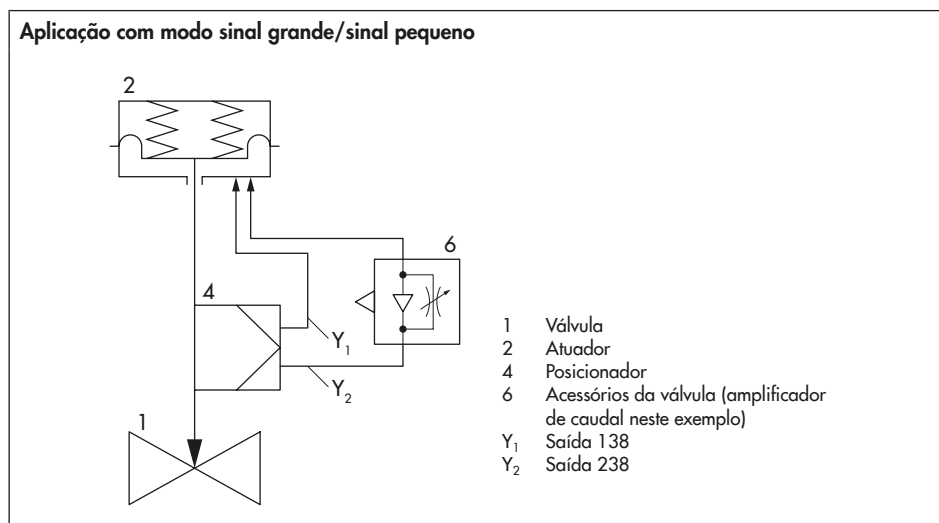 Aplicação com modo sinal grande/sinal pequeno
2
6
4
Y₁
Y₂
1
1 Válvula
2 Atuador
4 Posicionador
6 Acessórios da válvula (amplificador
de caudal neste exemplo)
Y₁ Saída 138
Y₂ Saída 238